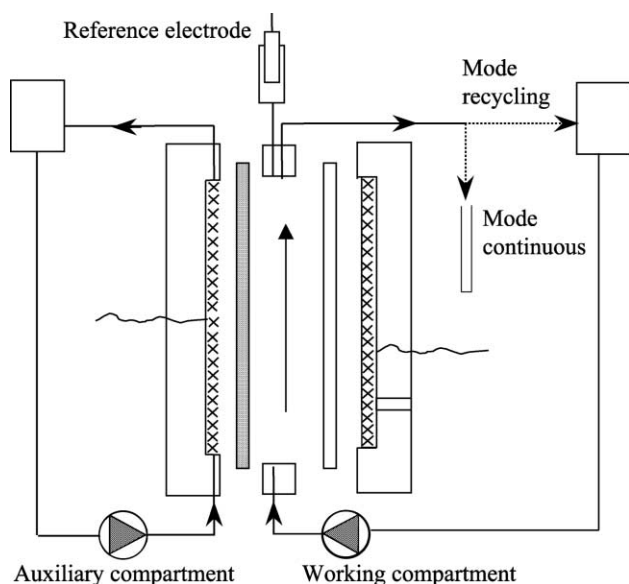 Reference electrode
Mode
recycling
Mode
continuous
Auxiliary compartment
Working compartment